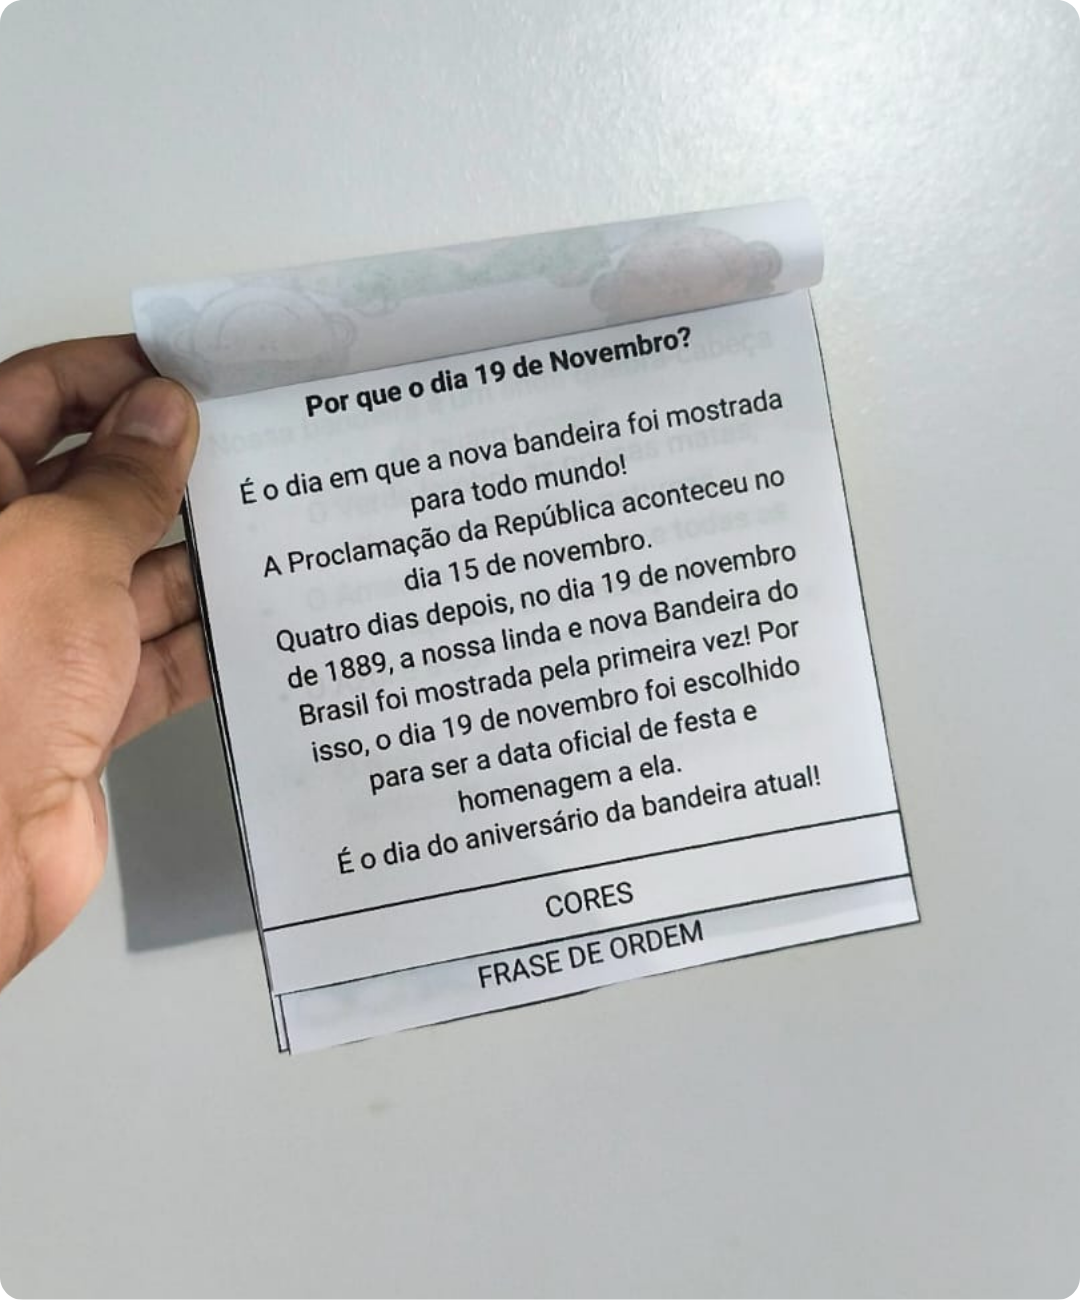 Por que o dia 19 de Novembro?
É o dia em que a nova bandeira foi mostrada
para todo mundo!
A Proclamação da República aconteceu no
dia 15 de novembro.
Quatro dias depois, no dia 19 de novembro
de 1889, a nossa linda e nova Bandeira do
Brasil foi mostrada pela primeira vez! Por
isso, o dia 19 de novembro foi escolhido
para ser a data oficial de festa e
homenagem a ela.
É o dia do aniversário da bandeira atual!
CORES
FRASE DE ORDEM